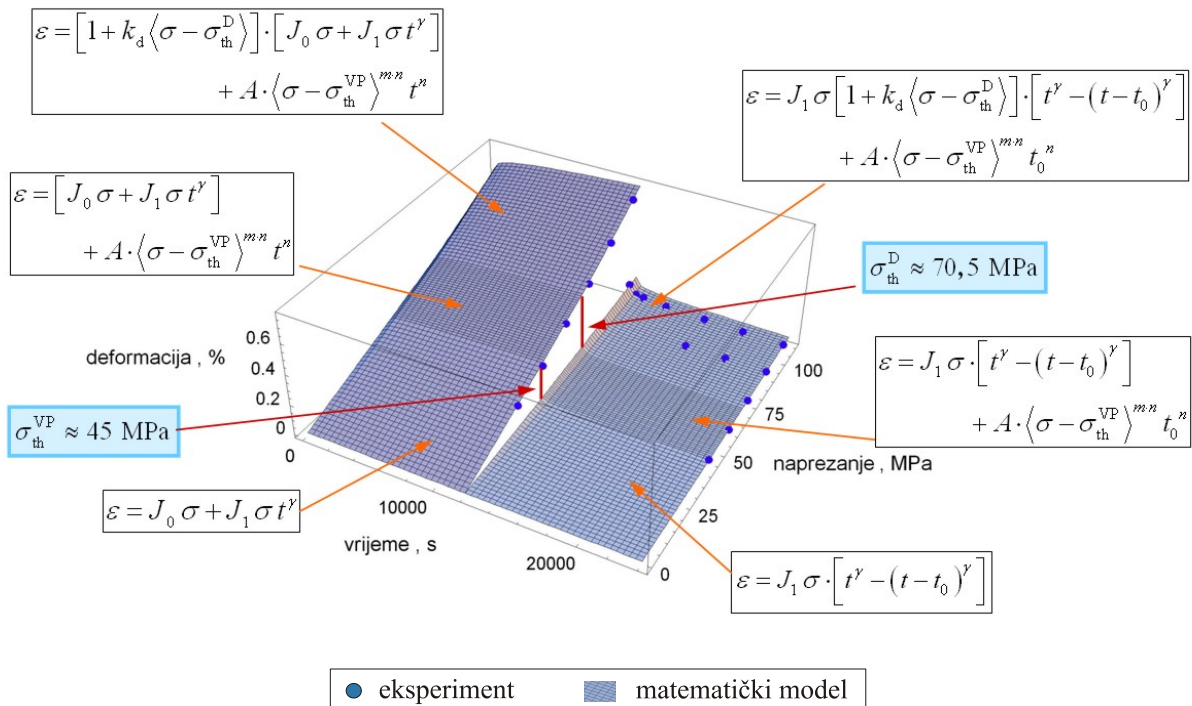 ε = [1 + k_d ⟨σ − σ_th^D⟩] · [J_0 σ + J_1 σ t^γ]
+ A · ⟨σ − σ_th^VP⟩^{m·n} t^n
ε = J_1 σ [1 + k_d ⟨σ − σ_th^D⟩] · [t^γ − (t − t_0)^γ]
+ A · ⟨σ − σ_th^VP⟩^{m·n} t_0^n
ε = [J_0 σ + J_1 σ t^γ]
+ A · ⟨σ − σ_th^VP⟩^{m·n} t^n
σ_th^D ≈ 70,5 MPa
0.6
0.4
0.2
0
deformacija , %
ε = J_1 σ · [t^γ − (t − t_0)^γ]
+ A · ⟨σ − σ_th^VP⟩^{m·n} t_0^n
σ_th^VP ≈ 45 MPa
100
75
50
25
0
naprezanje , MPa
0
10000
20000
vrijeme , s
ε = J_0 σ + J_1 σ t^γ
ε = J_1 σ · [t^γ − (t − t_0)^γ]
eksperiment
matematički model